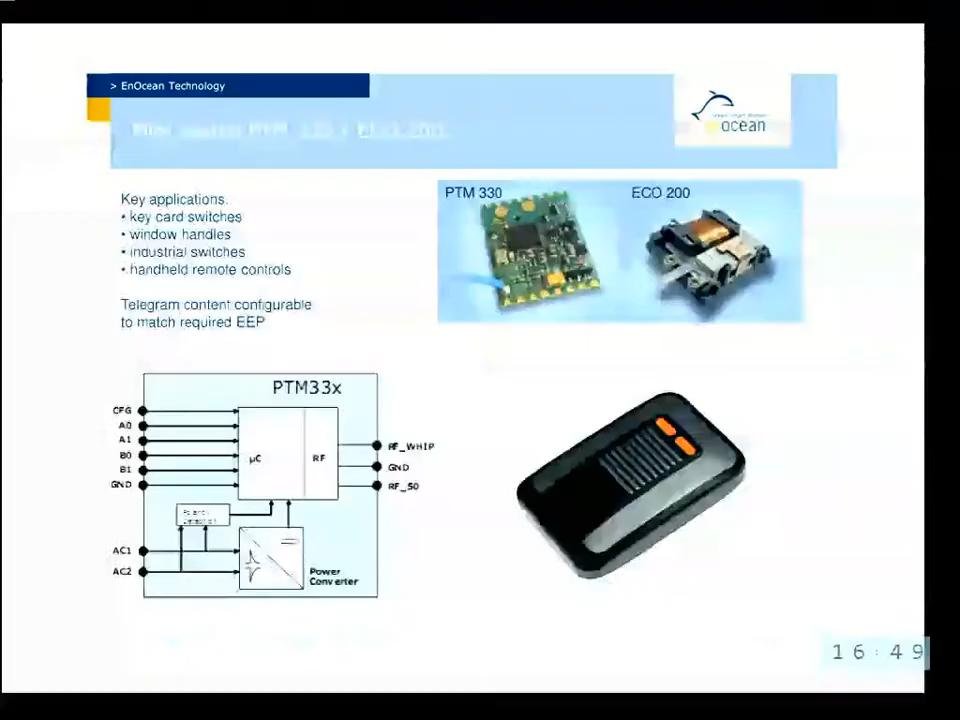 > EnOcean Technology
PTM 330 / ECO 200
ocean
Key applications:
• key card switches
• window handles
• industrial switches
• handheld remote controls
Telegram content configurable
to match required EEP
PTM 330
ECO 200
PTM33x
CFG
A0
A1
B0
B1
GND
µC
RF
RF_WHIP
GND
RF_50
AC1
AC2
Power
Converter
16:49